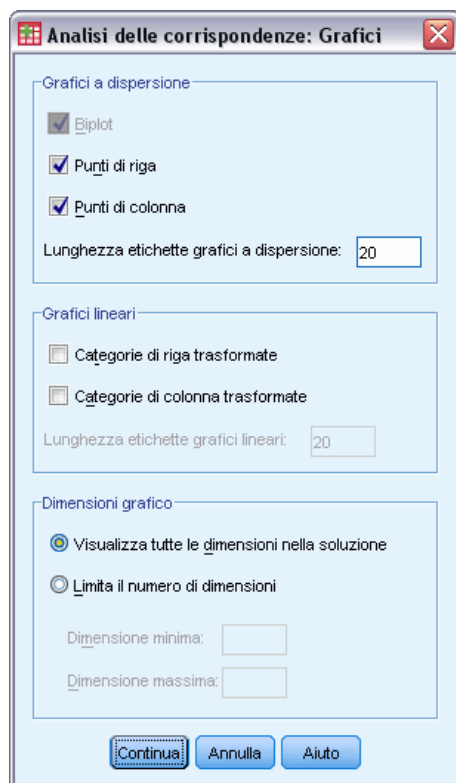 Analisi delle corrispondenze: Grafici
Grafici a dispersione
Biplot
Punti di riga
Punti di colonna
Lunghezza etichette grafici a dispersione: 20
Grafici lineari
Categorie di riga trasformate
Categorie di colonna trasformate
Lunghezza etichette grafici lineari: 20
Dimensioni grafico
Visualizza tutte le dimensioni nella soluzione
Limita il numero di dimensioni
Dimensione minima:
Dimensione massima:
Continua Annulla Aiuto